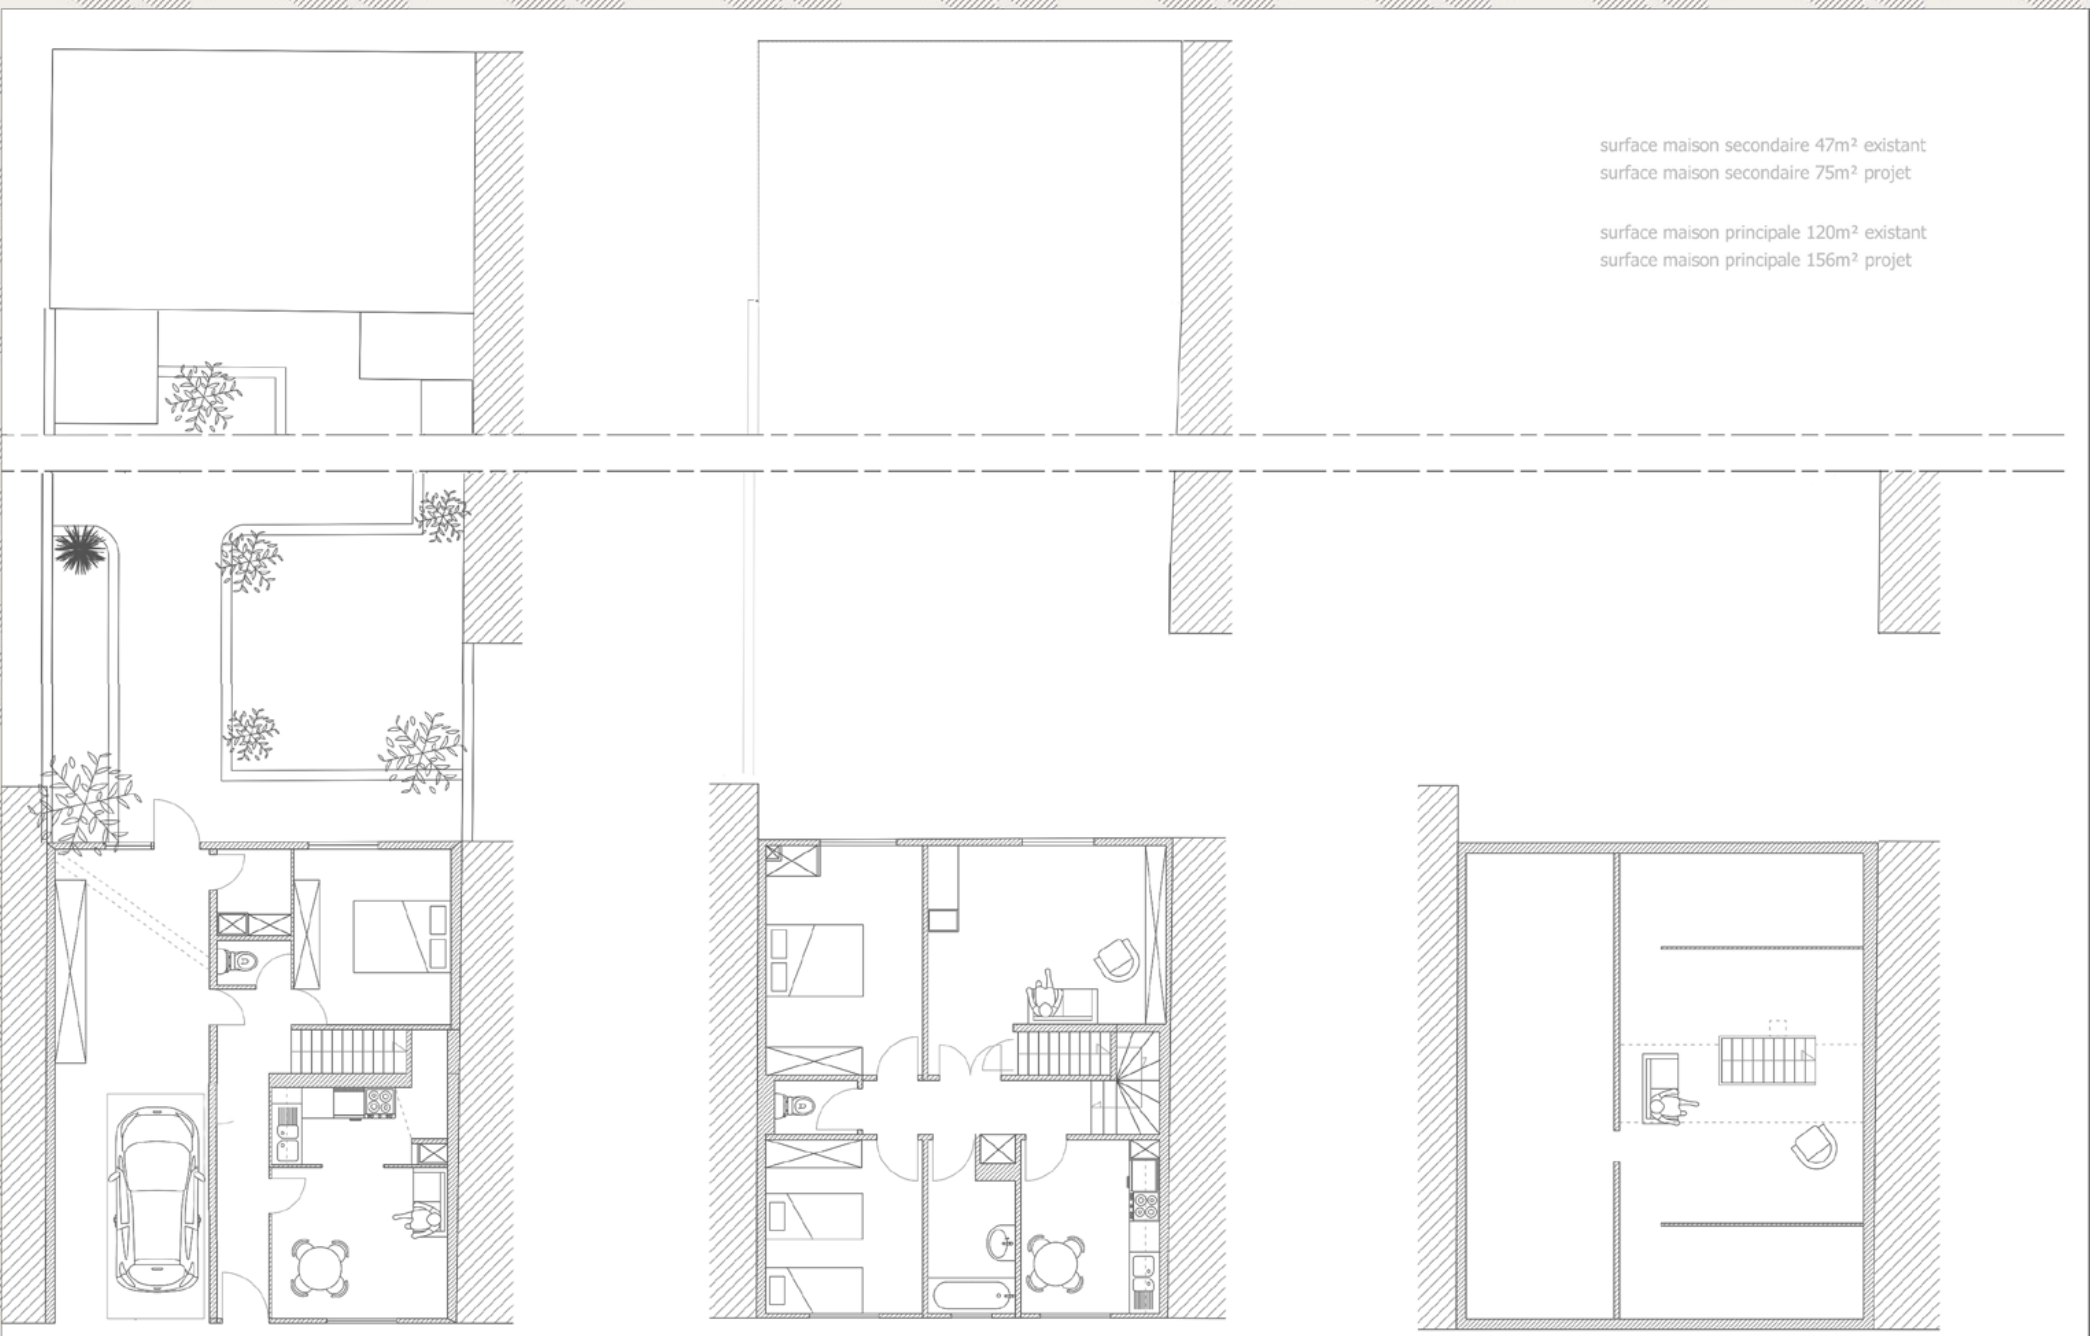 surface maison secondaire 47m² existant
surface maison secondaire 75m² projet
surface maison principale 120m² existant
surface maison principale 156m² projet